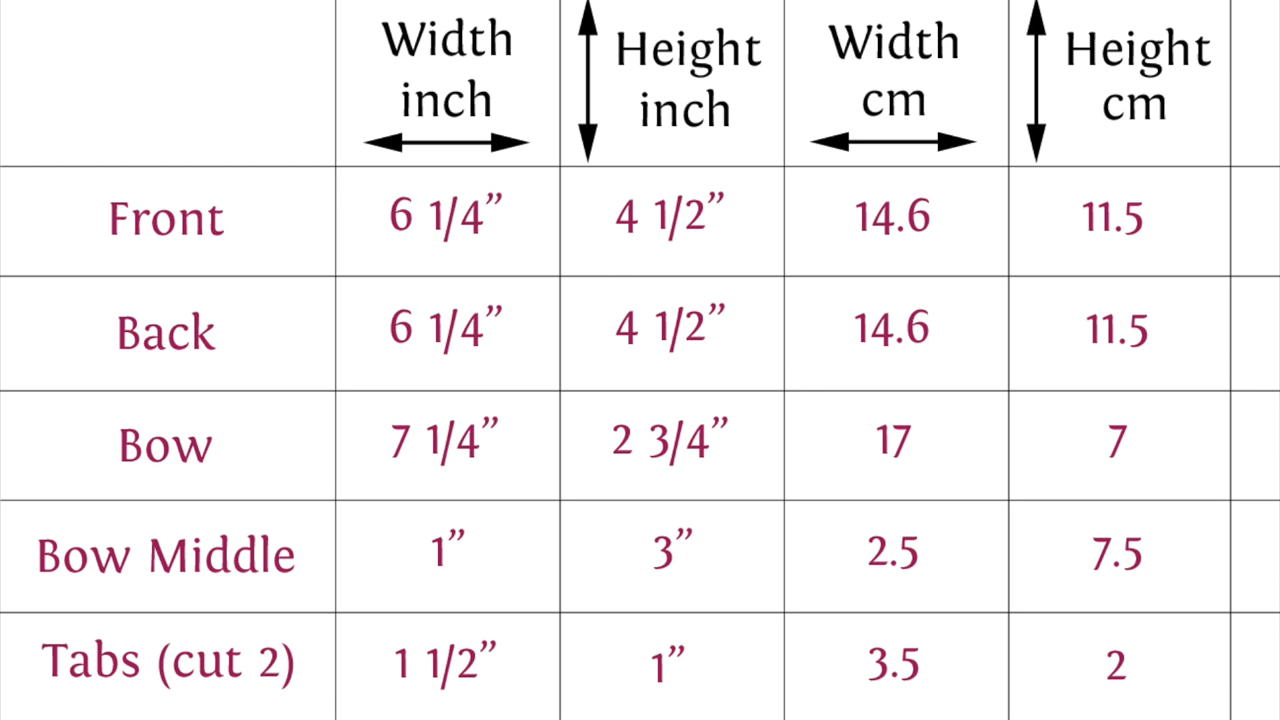 Width inch Height inch Width cm Height cm
Front 6 1/4” 4 1/2” 14.6 11.5
Back 6 1/4” 4 1/2” 14.6 11.5
Bow 7 1/4” 2 3/4” 17 7
Bow Middle 1” 3” 2.5 7.5
Tabs (cut 2) 1 1/2” 1” 3.5 2